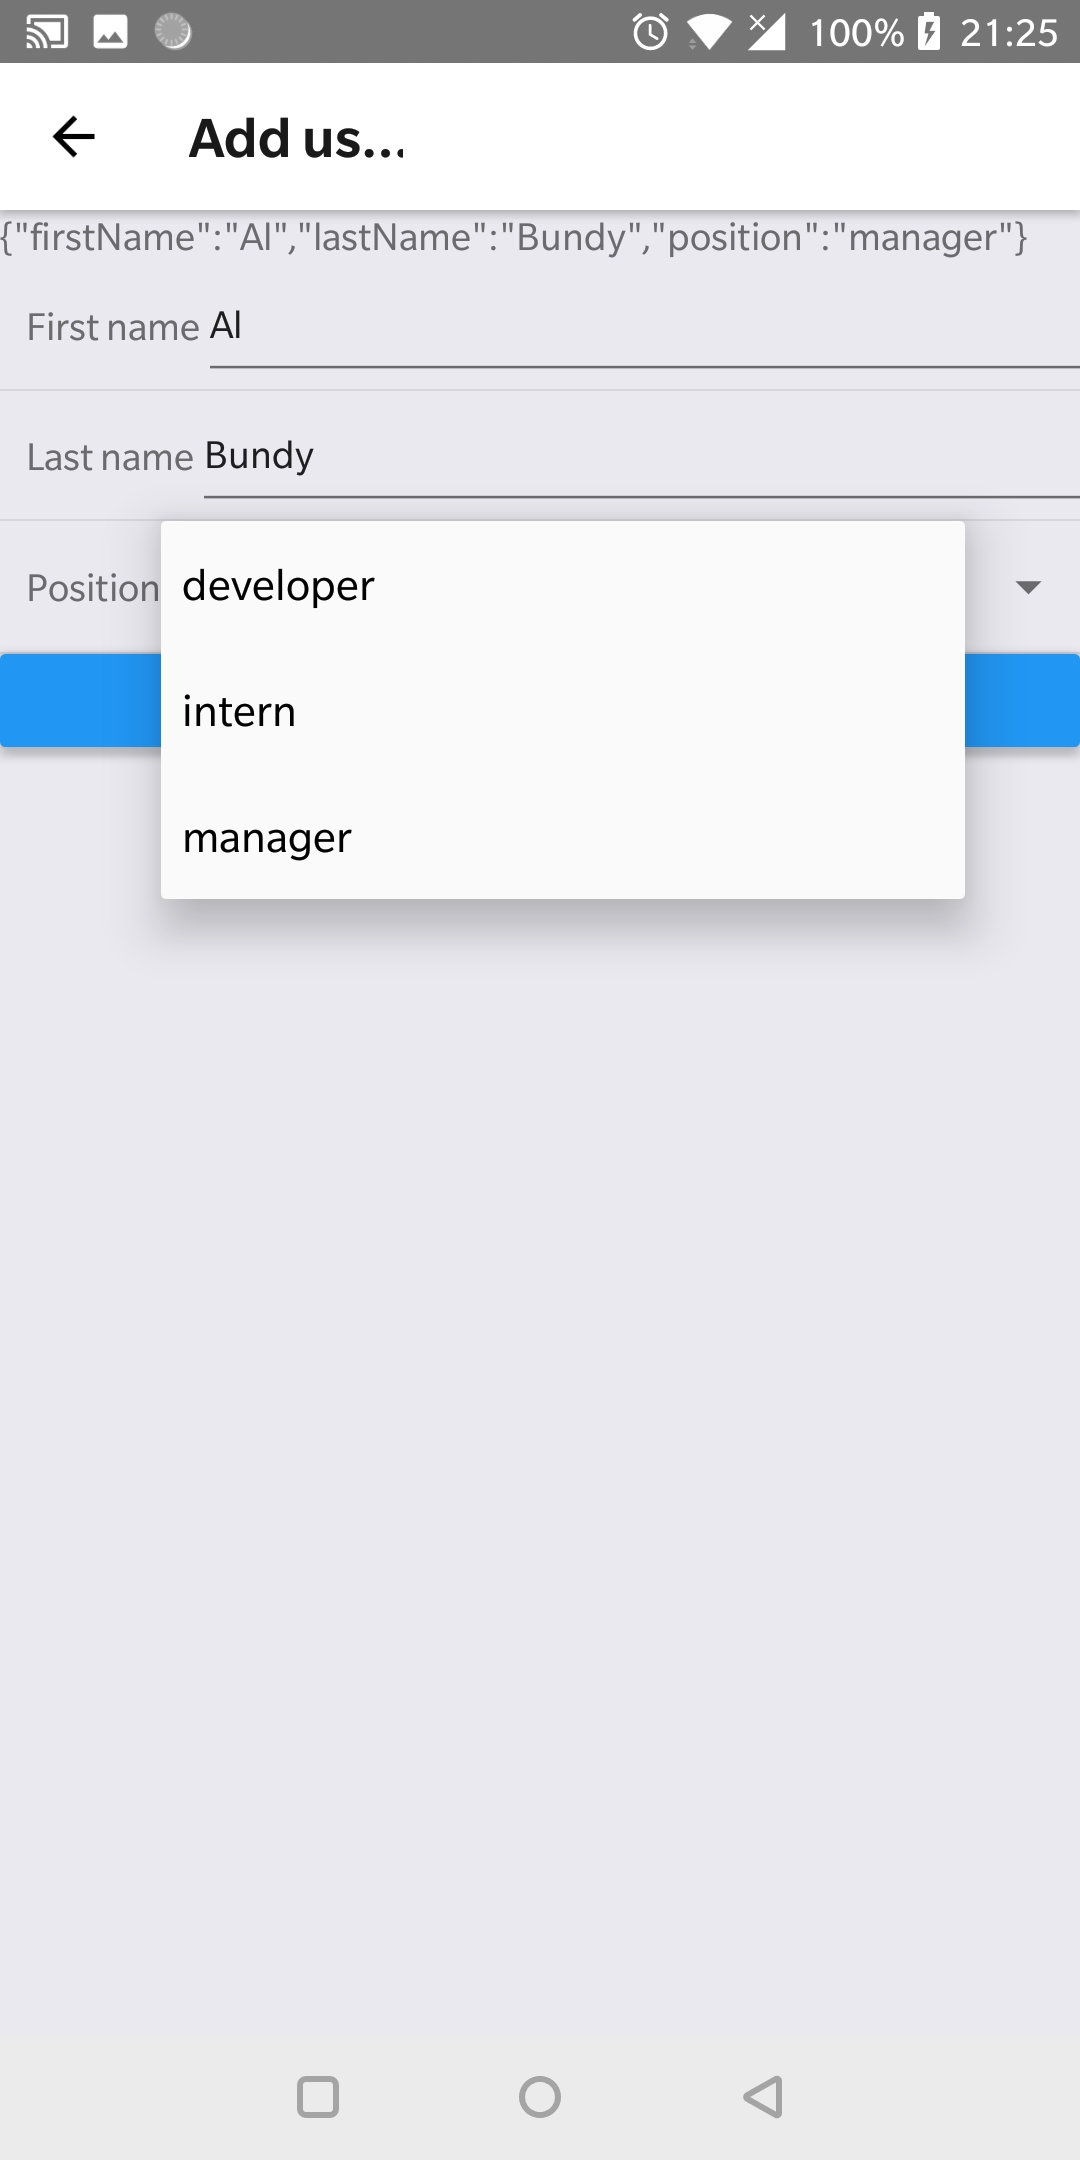 100% 21:25
Add us...
{"firstName":"Al","lastName":"Bundy","position":"manager"}
First name Al
Last name Bundy
Position
developer
intern
manager